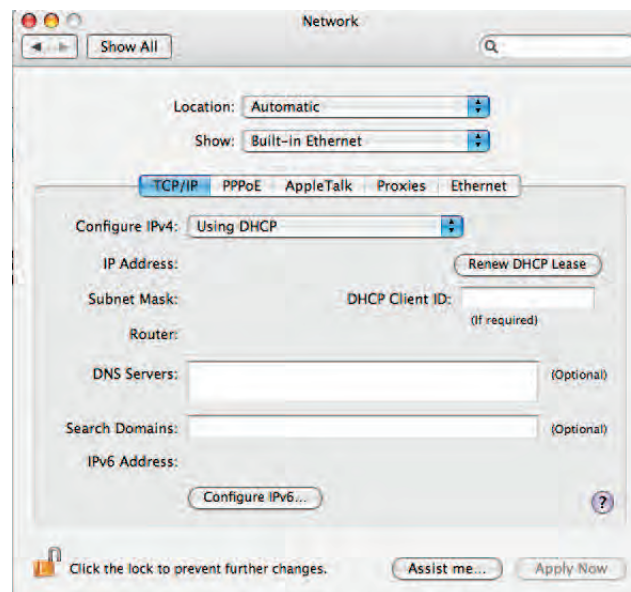 Network
Show All
Location: Automatic
Show: Built-in Ethernet
TCP/IP PPPoE AppleTalk Proxies Ethernet
Configure IPv4: Using DHCP
IP Address: Renew DHCP Lease
Subnet Mask: DHCP Client ID:
(If required)
Router:
DNS Servers: (Optional)
Search Domains: (Optional)
IPv6 Address:
Configure IPv6... ?
Click the lock to prevent further changes. Assist me... Apply Now